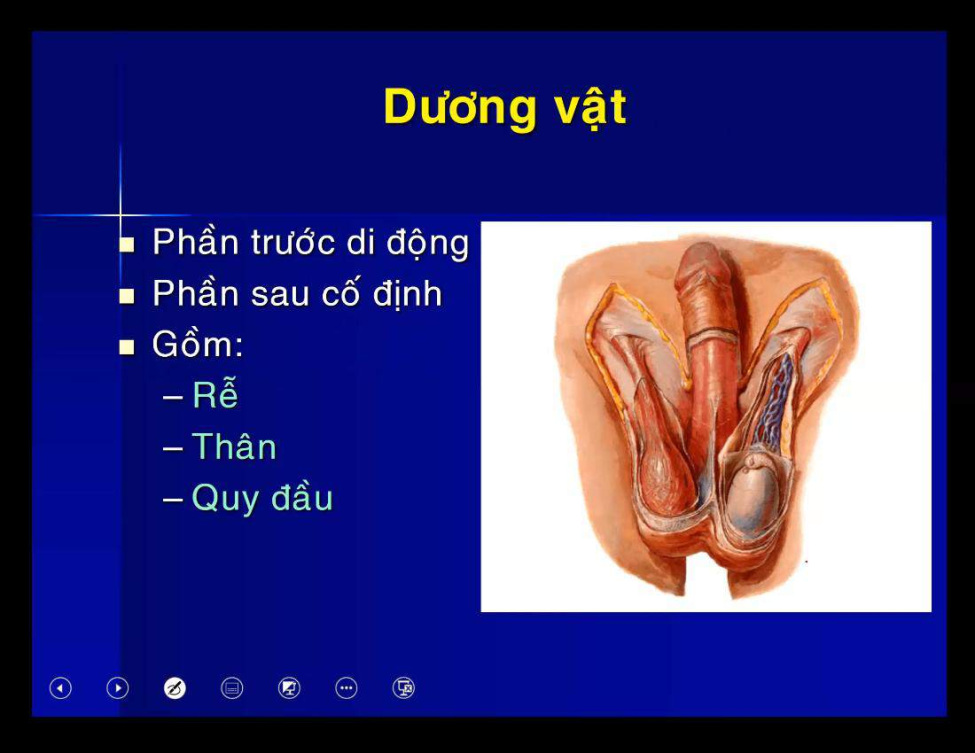 Dương vật
Phần trước di động
Phần sau cố định
Gồm:
– Rễ
– Thân
– Quy đầu